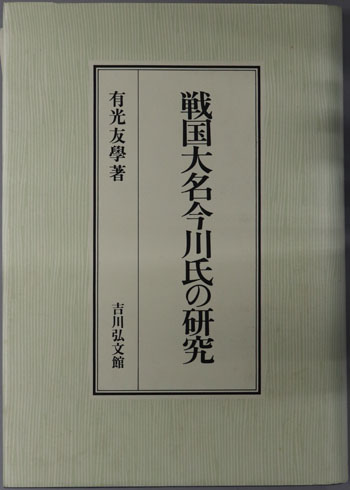 戦国大名今川氏の研究
有光友學著
吉川弘文館